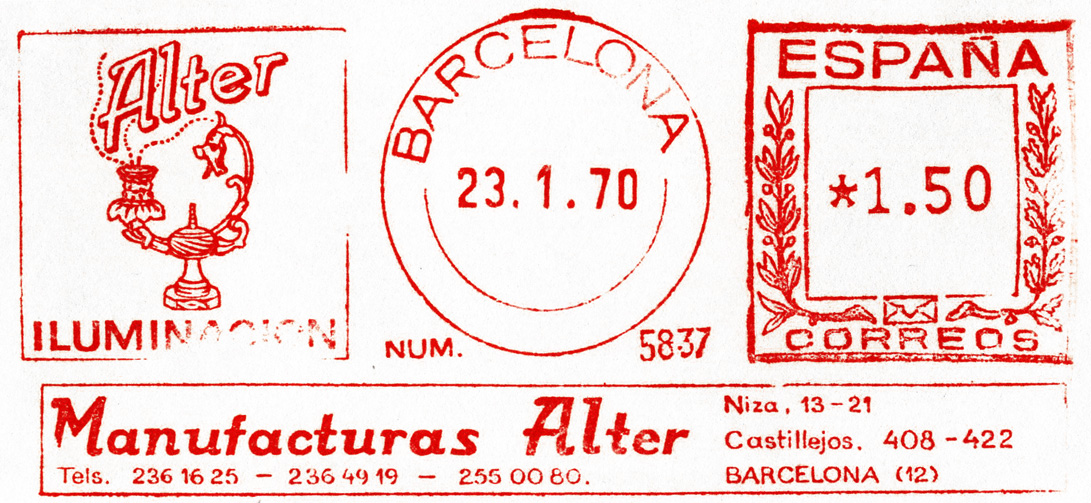 Alter
ILUMINACION
BARCELONA
23.1.70
NUM. 5837
ESPAÑA
*1.50
CORREOS
Manufacturas Alter
Tels. 236 16 25 – 236 49 19 – 255 00 80.
Niza, 13-21
Castillejos, 408-422
BARCELONA (12)